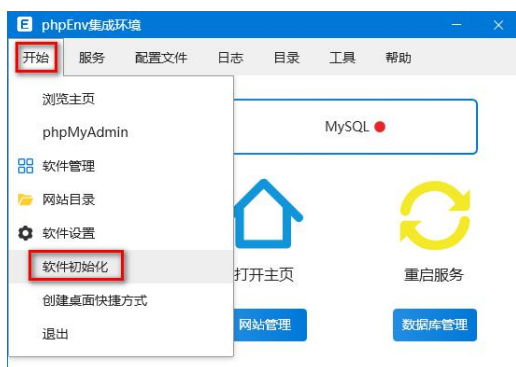 E phpEnv集成环境
开始 服务 配置文件 日志 目录 工具 帮助
浏览主页
phpMyAdmin
MySQL
软件管理
网站目录
软件设置
软件初始化
打开主页
重启服务
创建桌面快捷方式
网站管理
数据库管理
退出